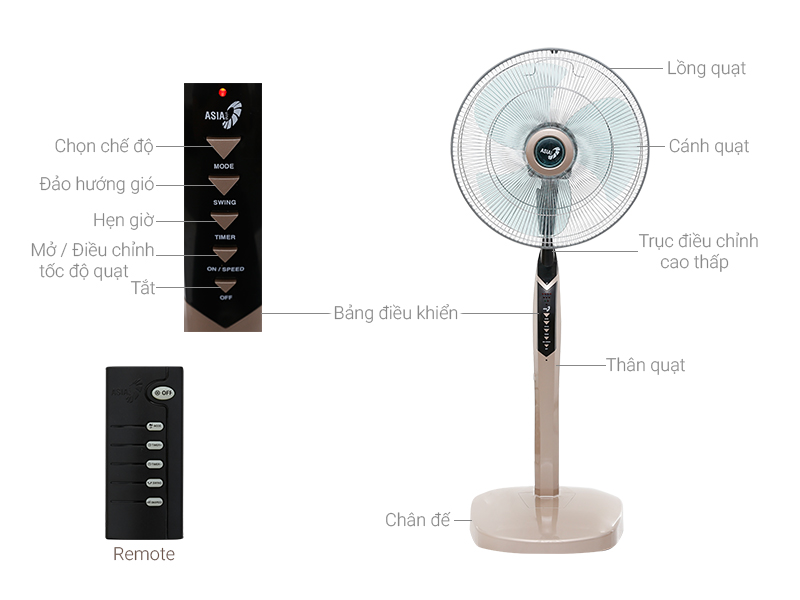 Lồng quạt
ASIA
Chọn chế độ
MODE
ASIA
Cánh quạt
Đảo hướng gió
SWING
Hẹn giờ
TIMER
Mở / Điều chỉnh
tốc độ quạt
ON / SPEED
Trục điều chỉnh
cao thấp
Tắt
OFF
Bảng điều khiển
Thân quạt
OFF
Chân đế
Remote